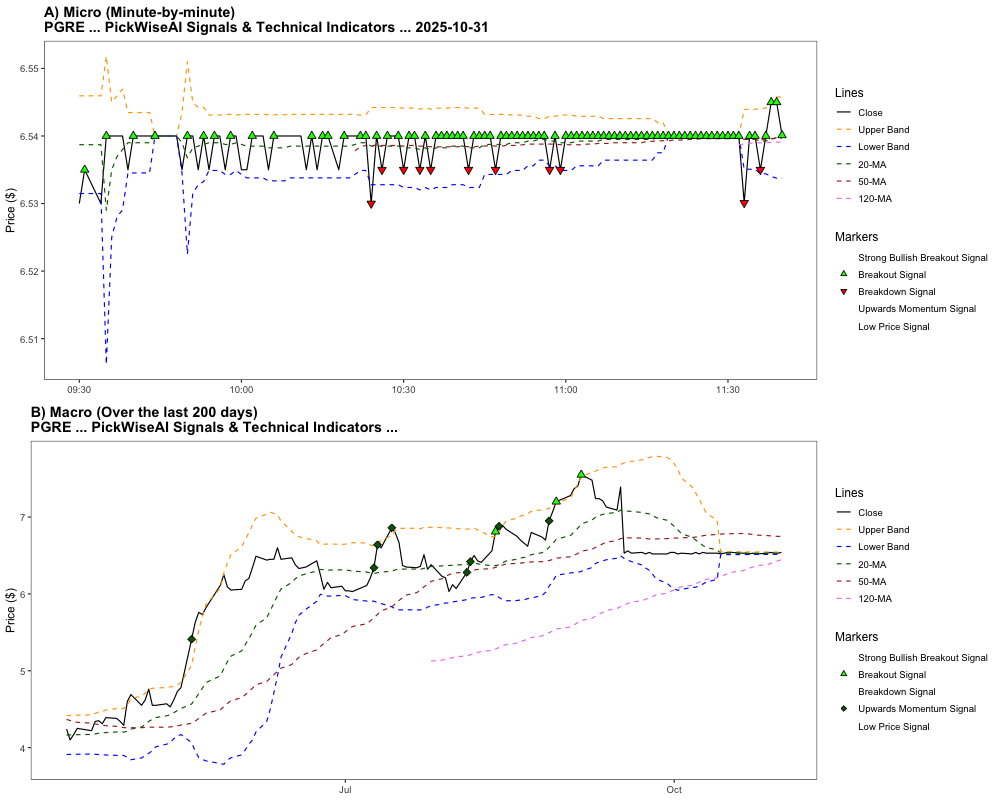 A) Micro (Minute-by-minute)
PGRE ... PickWiseAI Signals & Technical Indicators ... 2025-10-31
Price ($)
6.55
6.54
6.53
6.52
6.51
09:30
10:00
10:30
11:00
11:30
Lines
Close
Upper Band
Lower Band
20-MA
50-MA
120-MA
Markers
Strong Bullish Breakout Signal
Breakout Signal
Breakdown Signal
Upwards Momentum Signal
Low Price Signal
B) Macro (Over the last 200 days)
PGRE ... PickWiseAI Signals & Technical Indicators ...
Price ($)
7
6
5
4
Jul
Oct
Lines
Close
Upper Band
Lower Band
20-MA
50-MA
120-MA
Markers
Strong Bullish Breakout Signal
Breakout Signal
Breakdown Signal
Upwards Momentum Signal
Low Price Signal